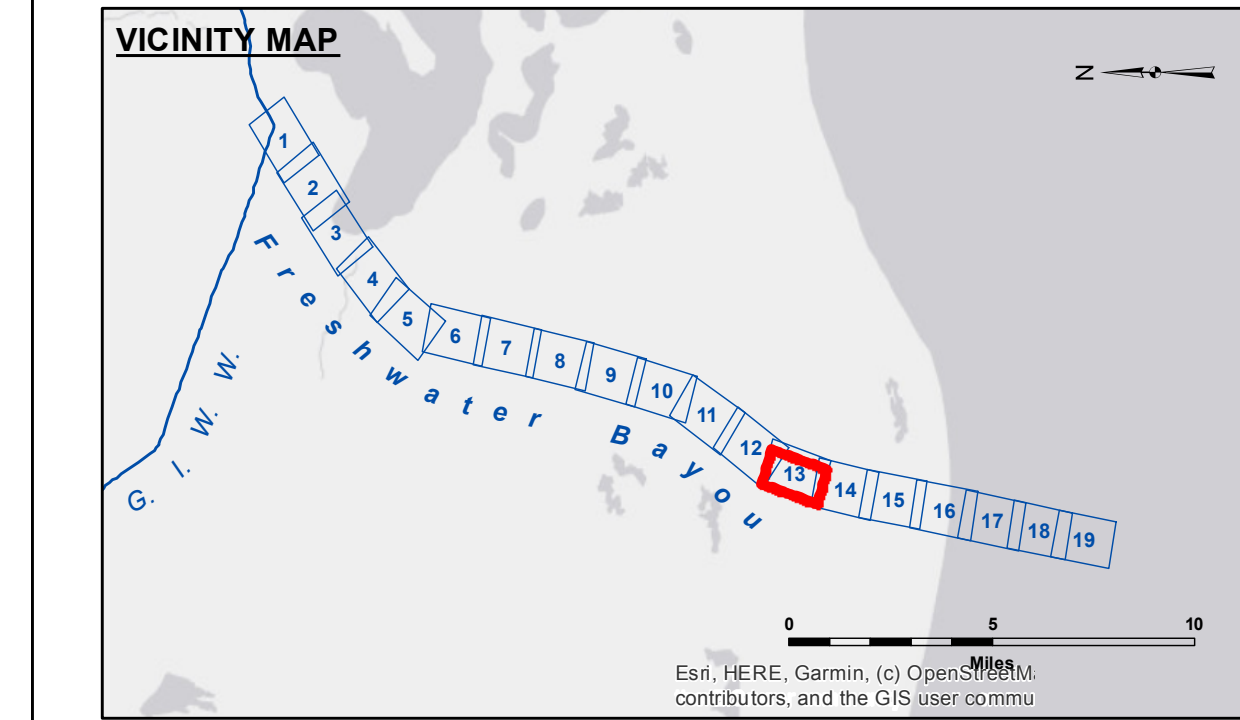 VICINITY MAP
N
1
2
3
4
5
6
7
8
9
10
11
12
13
14
15
16
17
18
19
Freshwater Bayou
G. I. W. W.
0 5 10
Miles
Esri, HERE, Garmin, (c) OpenStreetM
contributors, and the GIS user commu